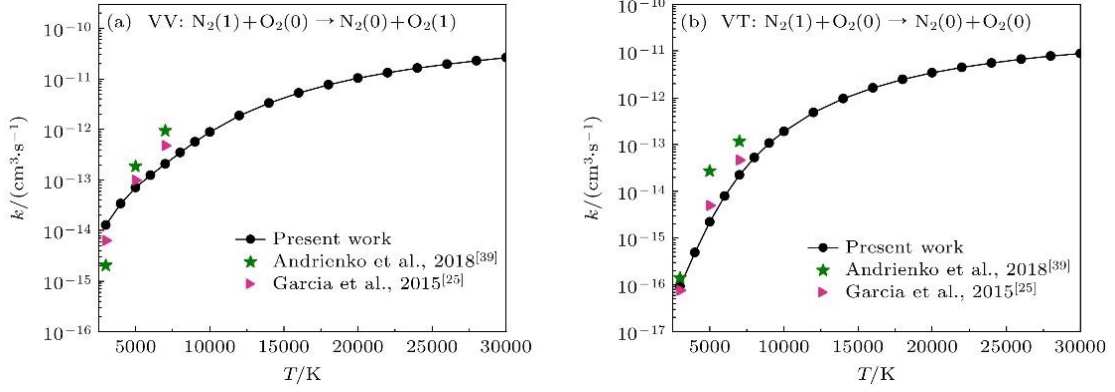 (a) VV: N₂(1)+O₂(0) → N₂(0)+O₂(1)
10⁻¹⁰
10⁻¹¹
10⁻¹²
10⁻¹³
10⁻¹⁴
10⁻¹⁵
10⁻¹⁶
k/(cm³·s⁻¹)
Present work
Andrienko et al., 2018[39]
Garcia et al., 2015[25]
5000 10000 15000 20000 25000 30000
T/K
(b) VT: N₂(1)+O₂(0) → N₂(0)+O₂(0)
10⁻¹⁰
10⁻¹¹
10⁻¹²
10⁻¹³
10⁻¹⁴
10⁻¹⁵
10⁻¹⁶
10⁻¹⁷
k/(cm³·s⁻¹)
Present work
Andrienko et al., 2018[39]
Garcia et al., 2015[25]
5000 10000 15000 20000 25000 30000
T/K